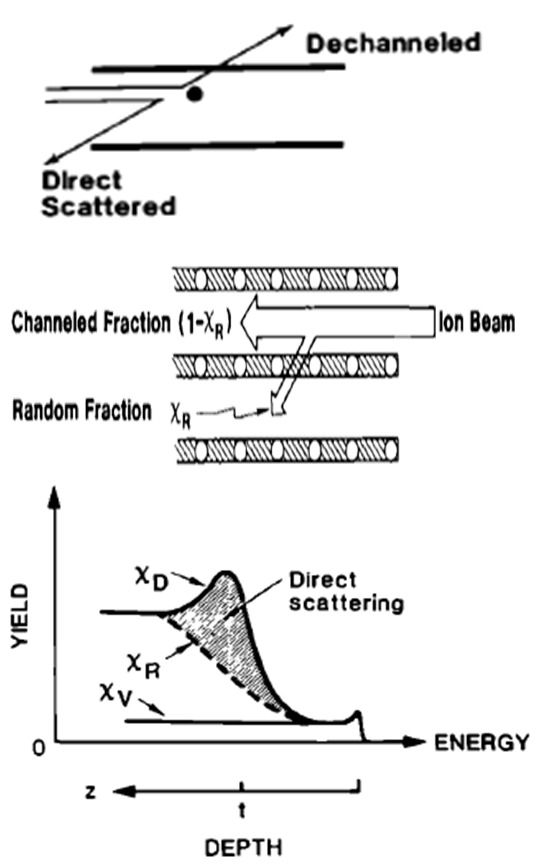 Dechanneled
Direct
Scattered
Channeled Fraction (1-χR)
Ion Beam
Random Fraction χR
χD
Direct
scattering
χR
χV
YIELD
0
ENERGY
z
t
DEPTH